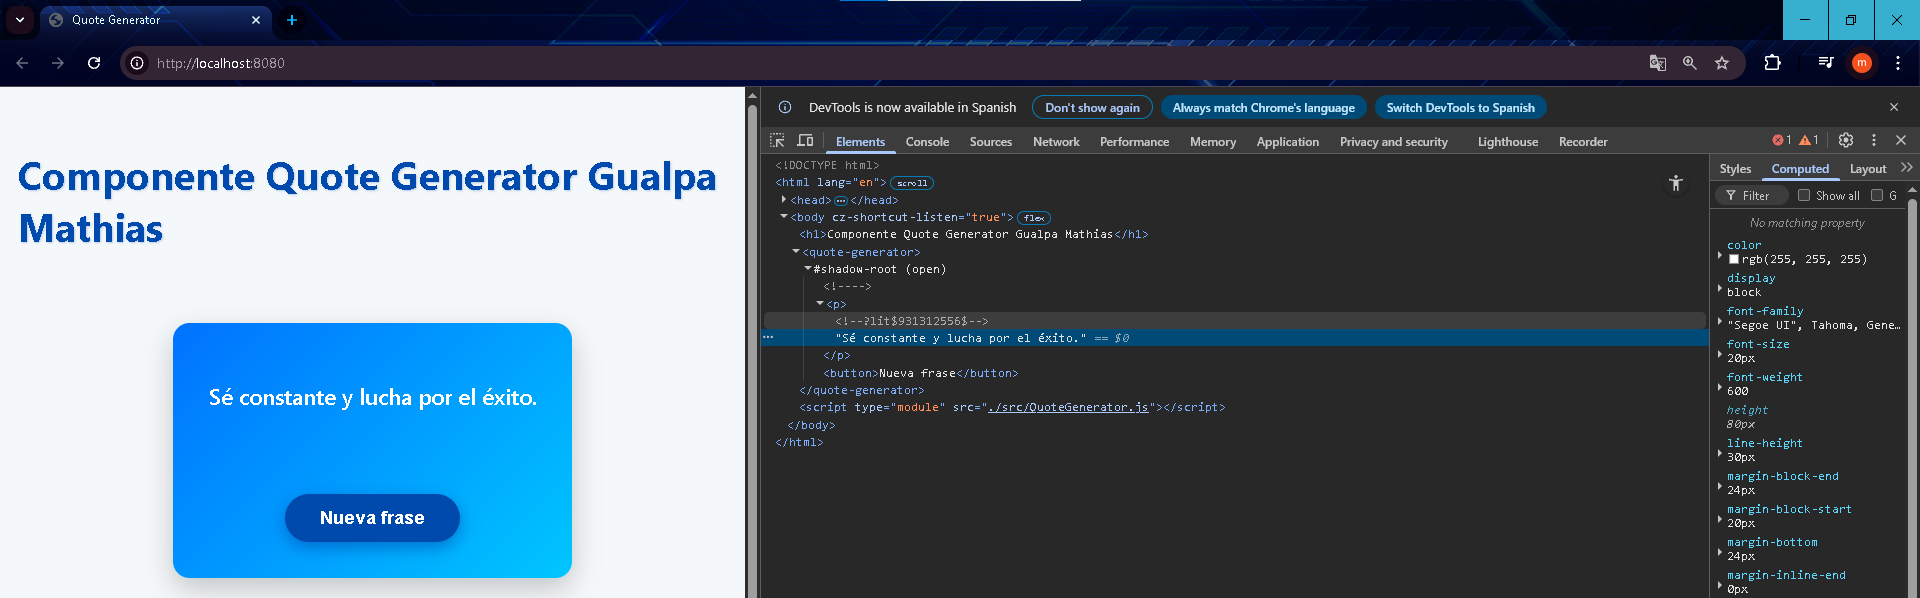 Quote Generator
http://localhost:8080
m
Componente Quote Generator Gualpa
Mathias
Sé constante y lucha por el éxito.
Nueva frase
DevTools is now available in Spanish
Don't show again
Always match Chrome's language
Switch DevTools to Spanish
Elements Console Sources Network Performance Memory Application Privacy and security Lighthouse Recorder
1 1
<!DOCTYPE html>
<html lang="en"> scroll
<head> ••• </head>
<body cz-shortcut-listen="true"> flex
<h1>Componente Quote Generator Gualpa Mathias</h1>
<quote-generator>
#shadow-root (open)
<!---->
<p>
<!--?lit$931312556$-->
"Sé constante y lucha por el éxito." == $0
</p>
<button>Nueva frase</button>
</quote-generator>
<script type="module" src="./src/QuoteGenerator.js"></script>
</body>
</html>
Styles Computed Layout
Filter Show all G
No matching property
color
rgb(255, 255, 255)
display
block
font-family
"Segoe UI", Tahoma, Gene…
font-size
20px
font-weight
600
height
80px
line-height
30px
margin-block-end
24px
margin-block-start
20px
margin-bottom
24px
margin-inline-end
0px